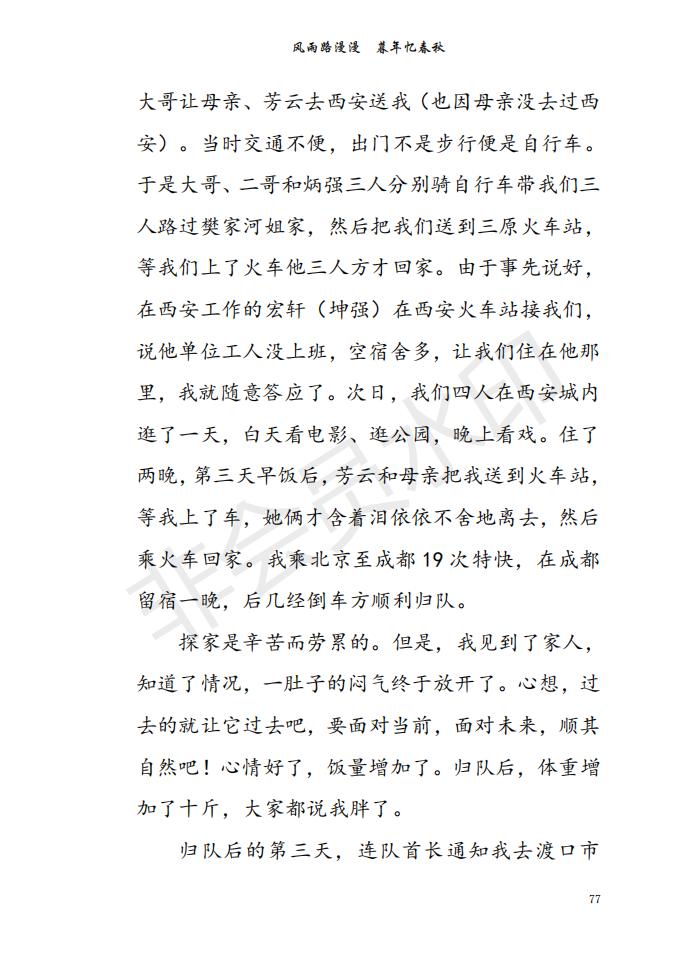 风雨路漫漫　暮年忆春秋
大哥让母亲、芳云去西安送我（也因母亲没去过西
安）。当时交通不便，出门不是步行便是自行车。
于是大哥、二哥和炳强三人分别骑自行车带我们三
人路过樊家河姐家，然后把我们送到三原火车站，
等我们上了火车他三人方才回家。由于事先说好，
在西安工作的宏轩（坤强）在西安火车站接我们，
说他单位工人没上班，空宿舍多，让我们住在他那
里，我就随意答应了。次日，我们四人在西安城内
逛了一天，白天看电影、逛公园，晚上看戏。住了
两晚，第三天早饭后，芳云和母亲把我送到火车站，
等我上了车，她俩才含着泪依依不舍地离去，然后
乘火车回家。我乘北京至成都 19 次特快，在成都
留宿一晚，后几经倒车方顺利归队。
探家是辛苦而劳累的。但是，我见到了家人，
知道了情况，一肚子的闷气终于放开了。心想，过
去的就让它过去吧，要面对当前，面对未来，顺其
自然吧！心情好了，饭量增加了。归队后，体重增
加了十斤，大家都说我胖了。
归队后的第三天，连队首长通知我去渡口市
77
非会员水印